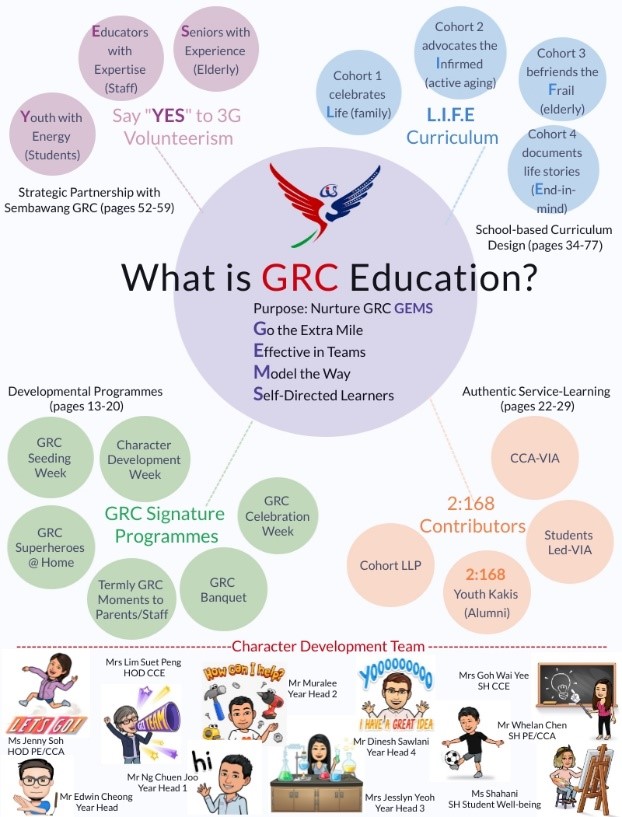 Educators
with
Expertise
(Staff)
Seniors with
Experience
(Elderly)
Youth with
Energy
(Students)
Say "YES" to 3G
Volunteerism
Strategic Partnership with
Sembawang GRC (pages 52-59)
Cohort 1
celebrates
Life (family)
Cohort 2
advocates the
Infirmed
(active aging)
Cohort 3
befriends the
Frail
(elderly)
Cohort 4
documents
life stories
(End-in-
mind)
L.I.F.E
Curriculum
School-based Curriculum
Design (pages 34-77)
What is GRC Education?
Purpose: Nurture GRC GEMS
Go the Extra Mile
Effective in Teams
Model the Way
Self-Directed Learners
Developmental Programmes
(pages 13-20)
GRC
Seeding
Week
Character
Development
Week
GRC
Superheroes
@ Home
GRC Signature
Programmes
GRC
Celebration
Week
Termly GRC
Moments to
Parents/Staff
GRC
Banquet
Authentic Service-Learning
(pages 22-29)
CCA-VIA
2:168
Contributors
Students
Led-VIA
Cohort LLP
2:168
Youth Kakis
(Alumni)
Character Development Team
LET'S GO!
Ms Jenny Soh
HOD PE/CCA
Mrs Lim Suet Peng
HOD CCE
GO TEAM
How can I help?
Mr Muralee
Year Head 2
YOOOOOOOOO
I HAVE A GREAT IDEA
Mr Dinesh Sawlani
Year Head 4
Mrs Goh Wai Yee
SH CCE
Mr Whelan Chen
SH PE/CCA
Mr Edwin Cheong
Year Head
Mr Ng Chuen Joo
Year Head 1
hi
Mrs Jesslyn Yeoh
Year Head 3
Ms Shahani
SH Student Well-being